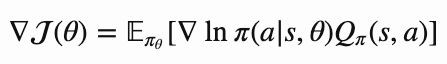 ∇𝒥(θ) = 𝔼_{π_θ}[∇ ln π(a|s, θ)Q_π(s, a)]